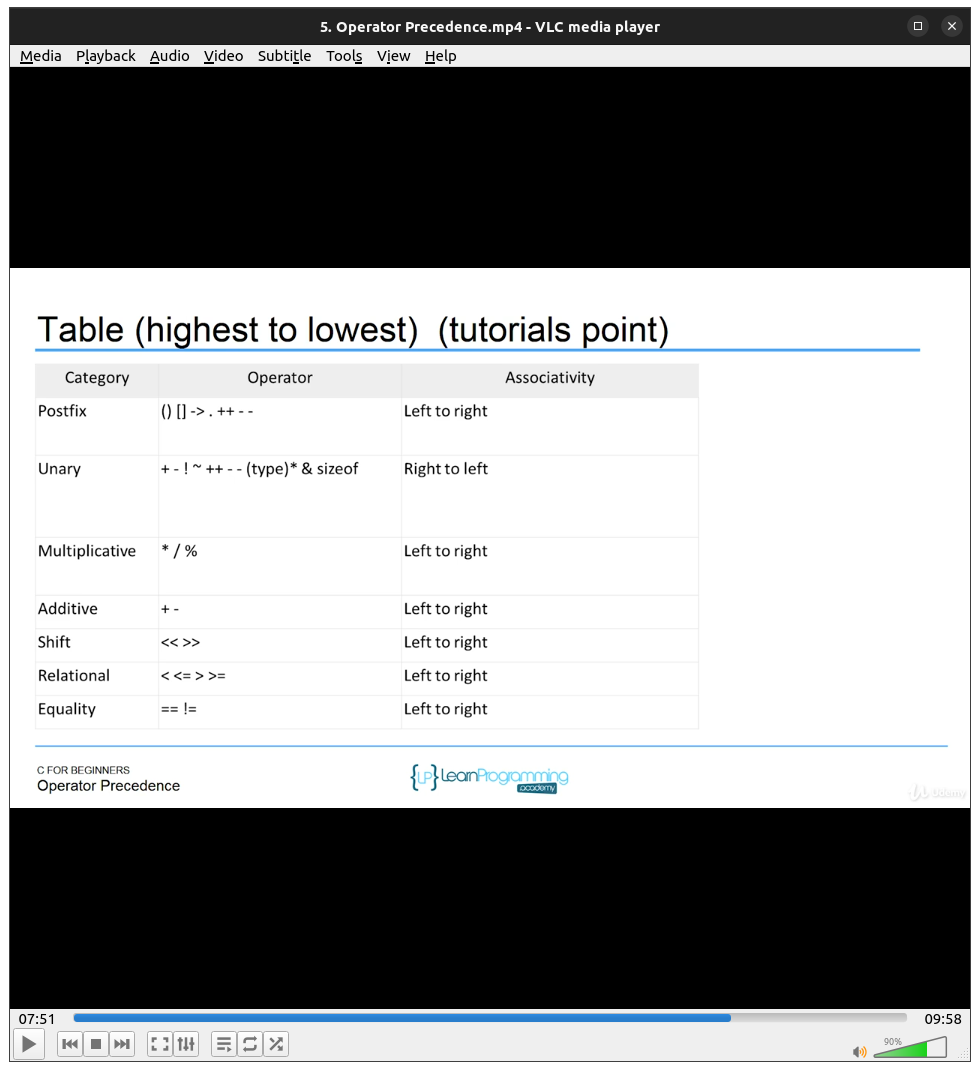 5. Operator Precedence.mp4 - VLC media player
Media Playback Audio Video Subtitle Tools View Help
Table (highest to lowest) (tutorials point)
Category Operator Associativity
Postfix () [] -> . ++ - - Left to right
Unary + - ! ~ ++ - - (type)* & sizeof Right to left
Multiplicative * / % Left to right
Additive + - Left to right
Shift << >> Left to right
Relational < <= > >= Left to right
Equality == != Left to right
C FOR BEGINNERS
Operator Precedence
{LP} LearnProgramming
academy
Udemy
07:51 09:58
90%